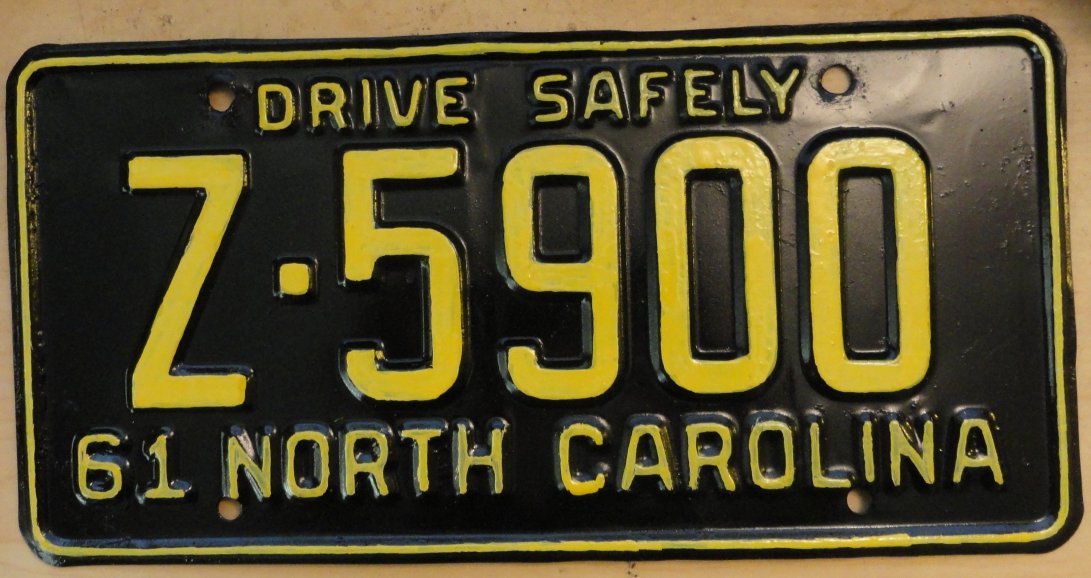 DRIVE SAFELY
Z·5900
61 NORTH CAROLINA